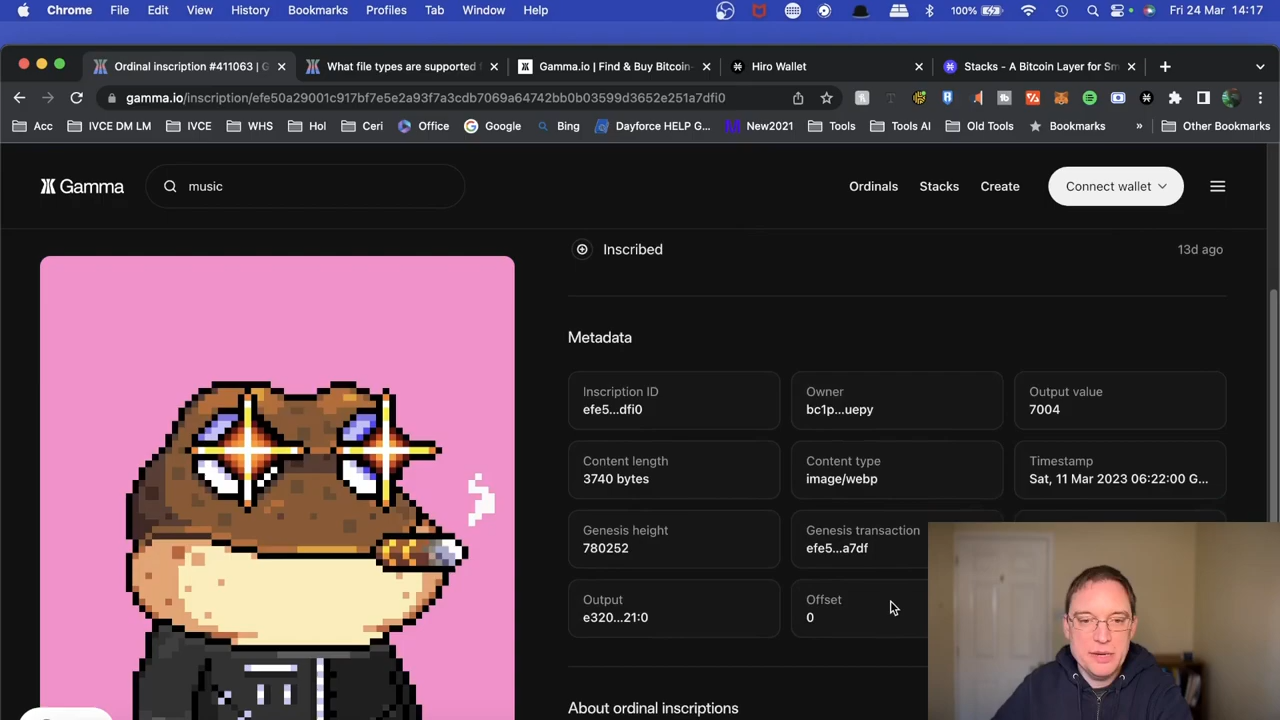 Chrome File Edit View History Bookmarks Profiles Tab Window Help 100% Fri 24 Mar 14:17
Ordinal inscription #411063 | G What file types are supported f Gamma.io | Find & Buy Bitcoin- Hiro Wallet Stacks - A Bitcoin Layer for Sm
gamma.io/inscription/efe50a29001c917bf7e5e2a93f7a3cdb7069a64742bb0b03599d3652e251a7dfi0
Acc IVCE DM LM IVCE WHS Hol Ceri Office Google Bing Dayforce HELP G... New2021 Tools Tools AI Old Tools Bookmarks » Other Bookmarks
Gamma music Ordinals Stacks Create Connect wallet
Inscribed 13d ago
Metadata
Inscription ID Owner Output value
efe5...dfi0 bc1p...uepy 7004
Content length Content type Timestamp
3740 bytes image/webp Sat, 11 Mar 2023 06:22:00 G...
Genesis height Genesis transaction
780252 efe5...a7df
Output Offset
e320...21:0 0
About ordinal inscriptions